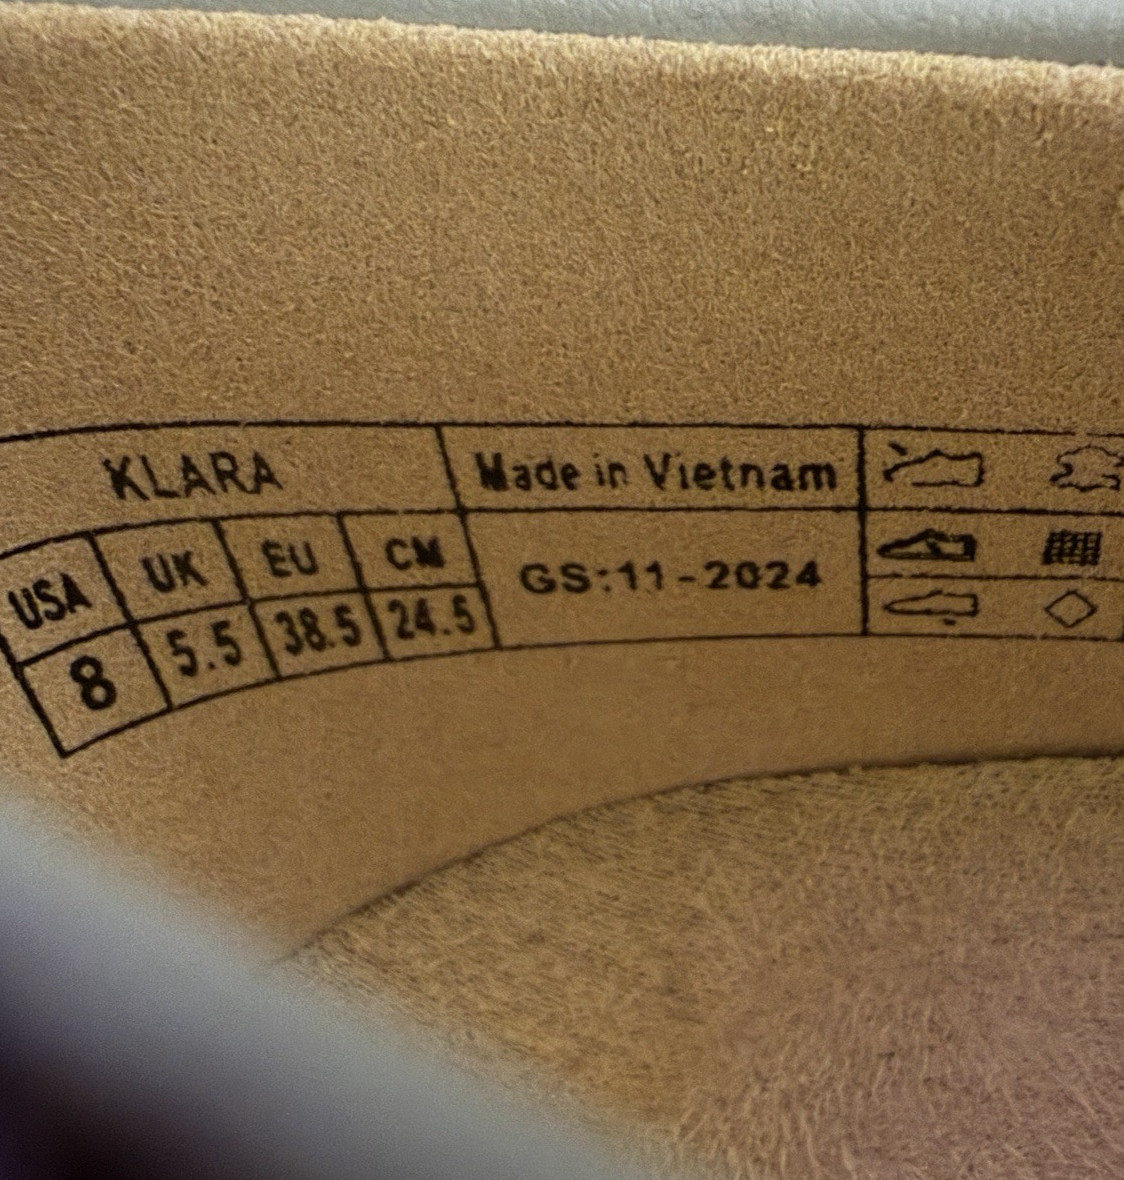 KLARA
Made in Vietnam
USA UK EU CM
8 5.5 38.5 24.5
GS:11-2024